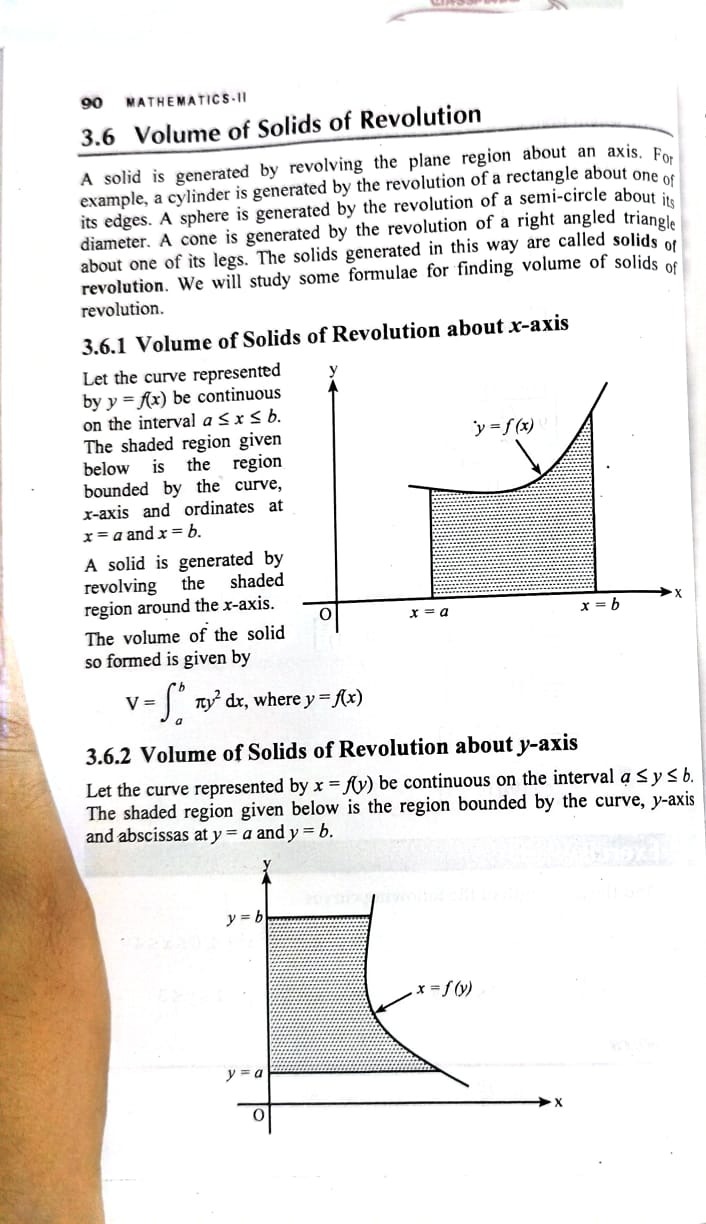 90 MATHEMATICS-II
3.6 Volume of Solids of Revolution
A solid is generated by revolving the plane region about an axis. For
example, a cylinder is generated by the revolution of a rectangle about one of
its edges. A sphere is generated by the revolution of a semi-circle about its
diameter. A cone is generated by the revolution of a right angled triangle
about one of its legs. The solids generated in this way are called solids of
revolution. We will study some formulae for finding volume of solids of
revolution.
3.6.1 Volume of Solids of Revolution about x-axis
Let the curve represented
by y = f(x) be continuous
on the interval a ≤ x ≤ b.
The shaded region given
below is the region
bounded by the curve,
x-axis and ordinates at
x = a and x = b.
A solid is generated by
revolving the shaded
region around the x-axis.
The volume of the solid
so formed is given by
y
y = f(x)
O
x = a
x = b
x
V = ∫ₐᵇ πy² dx, where y = f(x)
3.6.2 Volume of Solids of Revolution about y-axis
Let the curve represented by x = f(y) be continuous on the interval a ≤ y ≤ b.
The shaded region given below is the region bounded by the curve, y-axis
and abscissas at y = a and y = b.
y
y = b
x = f(y)
y = a
O
x